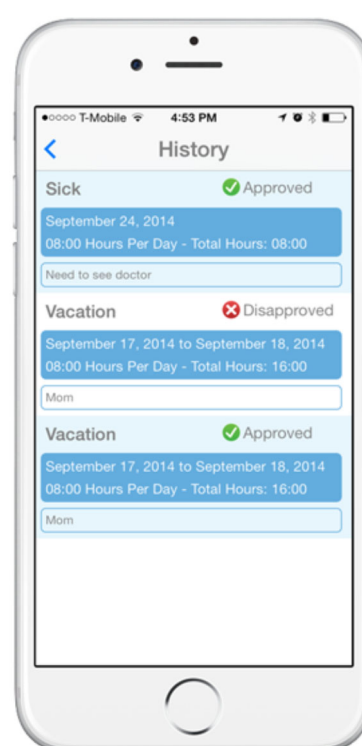 T-Mobile 4:53 PM
History
Sick Approved
September 24, 2014
08:00 Hours Per Day - Total Hours: 08:00
Need to see doctor
Vacation Disapproved
September 17, 2014 to September 18, 2014
08:00 Hours Per Day - Total Hours: 16:00
Mom
Vacation Approved
September 17, 2014 to September 18, 2014
08:00 Hours Per Day - Total Hours: 16:00
Mom